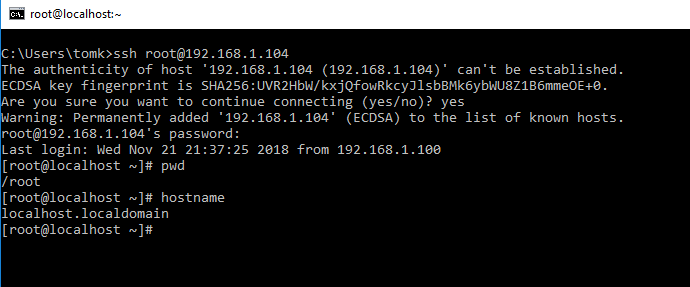 root@localhost:~
C:\Users\tomk>ssh root@192.168.1.104
The authenticity of host '192.168.1.104 (192.168.1.104)' can't be established.
ECDSA key fingerprint is SHA256:UVR2HbW/kxjQfowRkcyJlsbBMk6ybWU8Z1B6mmeOE+0.
Are you sure you want to continue connecting (yes/no)? yes
Warning: Permanently added '192.168.1.104' (ECDSA) to the list of known hosts.
root@192.168.1.104's password:
Last login: Wed Nov 21 21:37:25 2018 from 192.168.1.100
[root@localhost ~]# pwd
/root
[root@localhost ~]# hostname
localhost.localdomain
[root@localhost ~]#